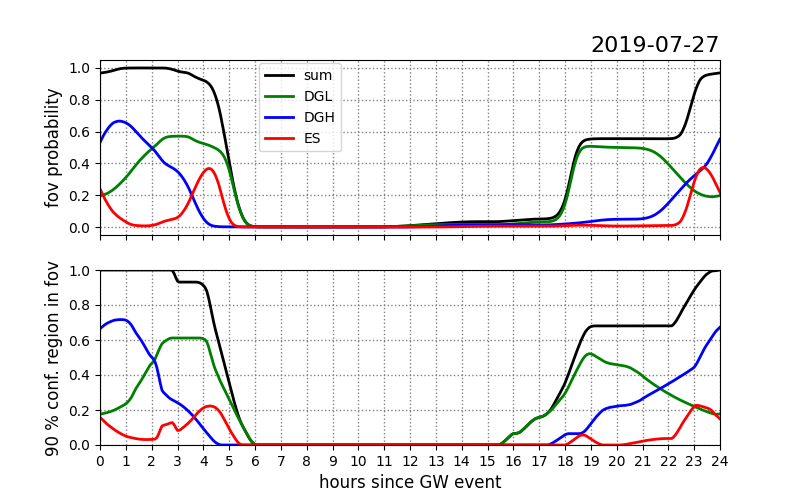 2019-07-27
fov probability
1.0
0.8
0.6
0.4
0.2
0.0
sum
DGL
DGH
ES
90 % conf. region in fov
1.0
0.8
0.6
0.4
0.2
0.0
0 1 2 3 4 5 6 7 8 9 10 11 12 13 14 15 16 17 18 19 20 21 22 23 24
hours since GW event